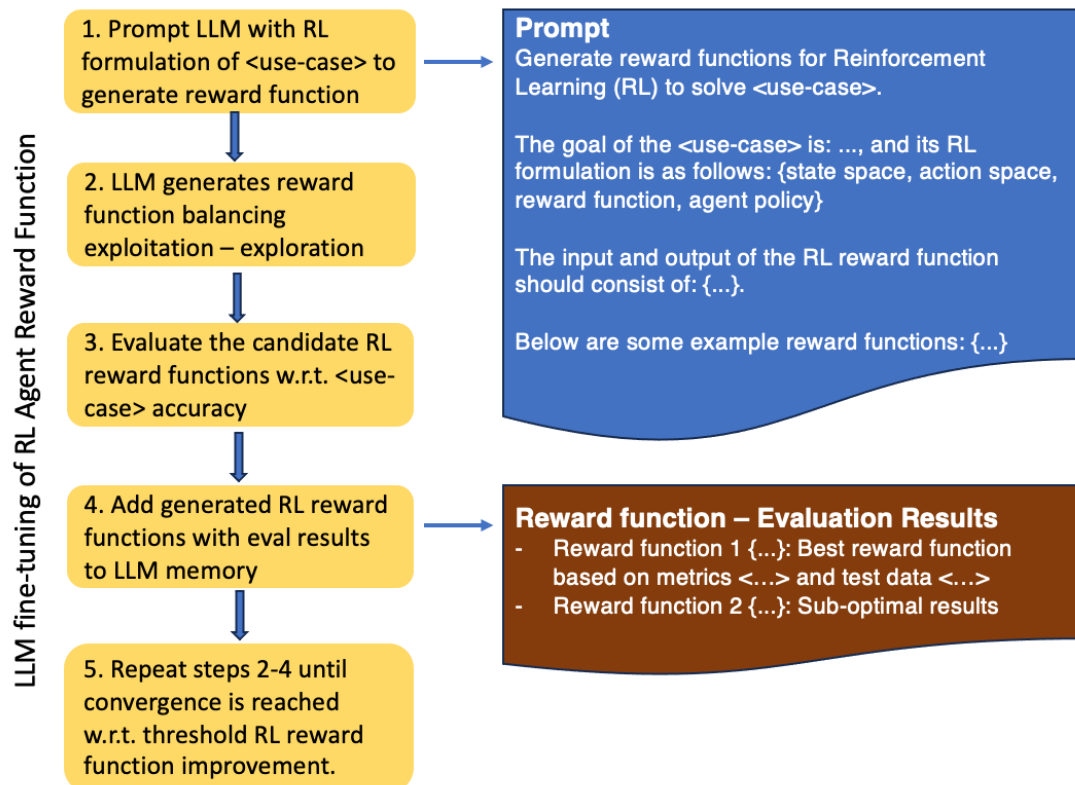 LLM fine-tuning of RL Agent Reward Function
1. Prompt LLM with RL
formulation of <use-case> to
generate reward function
2. LLM generates reward
function balancing
exploitation – exploration
3. Evaluate the candidate RL
reward functions w.r.t. <use-
case> accuracy
4. Add generated RL reward
functions with eval results
to LLM memory
5. Repeat steps 2-4 until
convergence is reached
w.r.t. threshold RL reward
function improvement.
Prompt
Generate reward functions for Reinforcement
Learning (RL) to solve <use-case>.
The goal of the <use-case> is: ..., and its RL
formulation is as follows: {state space, action space,
reward function, agent policy}
The input and output of the RL reward function
should consist of: {...}.
Below are some example reward functions: {...}
Reward function – Evaluation Results
- Reward function 1 {...}: Best reward function
based on metrics <...> and test data <...>
- Reward function 2 {...}: Sub-optimal results